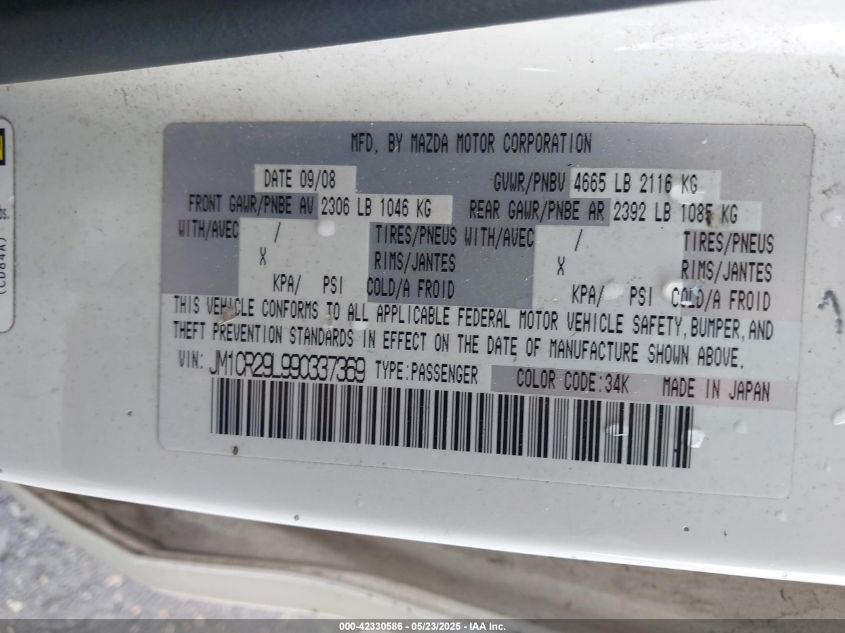 MFD. BY MAZDA MOTOR CORPORATION
DATE 09/08 GVWR/PNBV 4665 LB 2116 KG
FRONT GAWR/PNBE AV 2306 LB 1046 KG REAR GAWR/PNBE AR 2392 LB 1085 KG
WITH/AVEC / TIRES/PNEUS WITH/AVEC / TIRES/PNEUS
X RIMS/JANTES X RIMS/JANTES
KPA/ PSI COLD/A FROID KPA/ PSI COLD/A FROID
THIS VEHICLE CONFORMS TO ALL APPLICABLE FEDERAL MOTOR VEHICLE SAFETY, BUMPER, AND
THEFT PREVENTION STANDARDS IN EFFECT ON THE DATE OF MANUFACTURE SHOWN ABOVE.
VIN: JM1CR29L990337369 TYPE:PASSENGER COLOR CODE:34K MADE IN JAPAN
bs.
(CD84A)
000-42330586 - 05/23/2025 - IAA Inc.